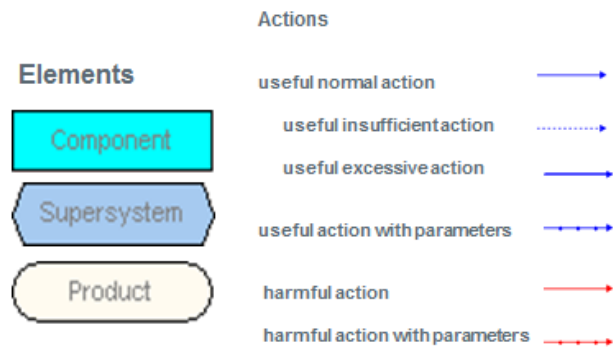 Actions
Elements
useful normal action
Component
useful insufficient action
useful excessive action
Supersystem
useful action with parameters
Product
harmful action
harmful action with parameters